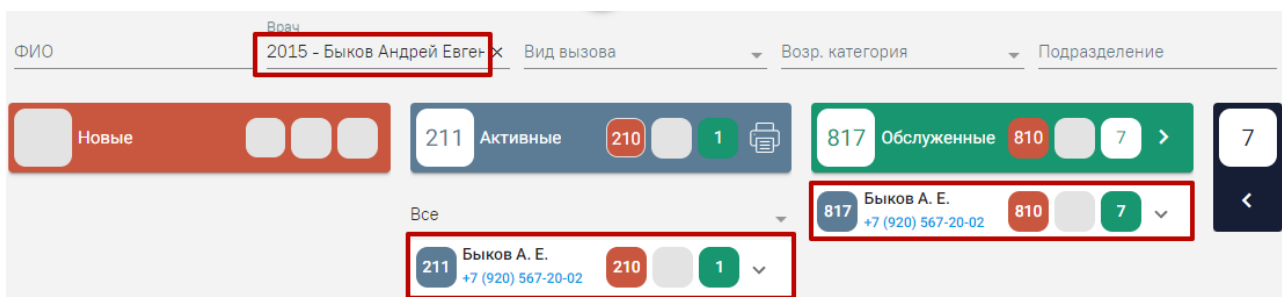 Врач
ФИО 2015 - Быков Андрей Евген × Вид вызова Возр. категория Подразделение
Новые 211 Активные 210 1 817 Обслуженные 810 7 7
817 Быков А. Е. 810 7
+7 (920) 567-20-02
Все
211 Быков А. Е. 210 1
+7 (920) 567-20-02